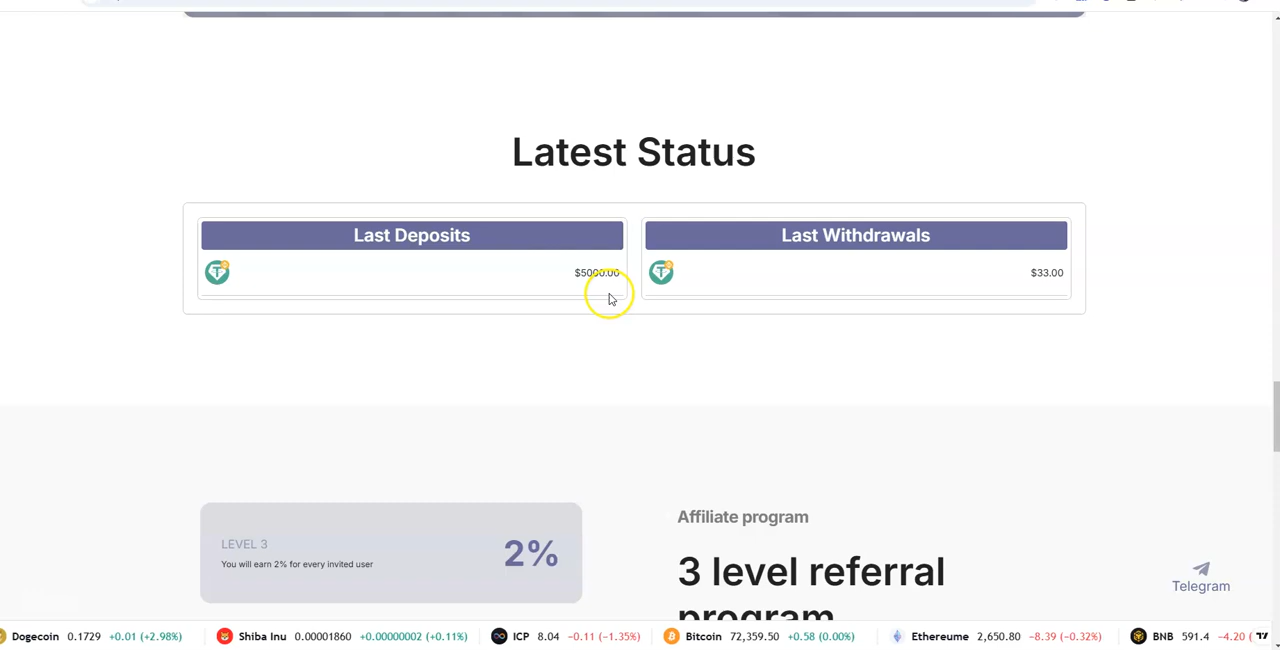 Latest Status
Last Deposits
Last Withdrawals
$5000.00
$33.00
LEVEL 3
You will earn 2% for every invited user
2%
Affiliate program
3 level referral
program
Telegram
Dogecoin 0.1729 +0.01 (+2.98%) Shiba Inu 0.00001860 +0.00000002 (+0.11%) ICP 8.04 −0.11 (−1.35%) Bitcoin 72,359.50 +0.58 (0.00%) Ethereume 2,650.80 −8.39 (−0.32%) BNB 591.4 −4.20 (